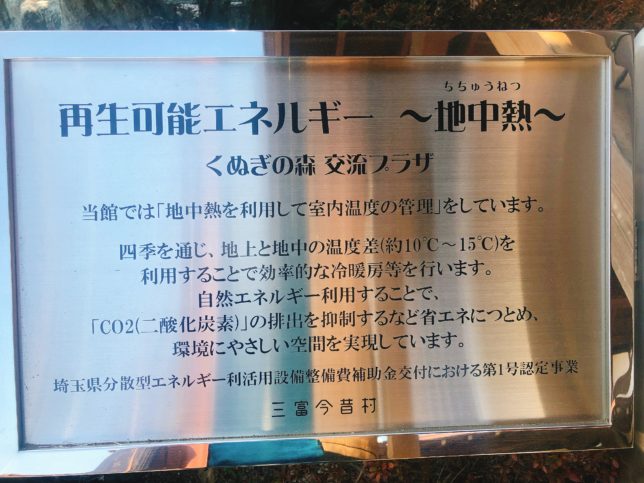 ちちゅうねつ
再生可能エネルギー ～地中熱～
くぬぎの森 交流プラザ
当館では「地中熱を利用して室内温度の管理」をしています。
四季を通じ、地上と地中の温度差(約10℃～15℃)を
利用することで効率的な冷暖房等を行います。
自然エネルギー利用することで、
「CO2(二酸化炭素)」の排出を抑制するなど省エネにつとめ、
環境にやさしい空間を実現しています。
埼玉県分散型エネルギー利活用設備整備費補助金交付における第1号認定事業
三富今昔村